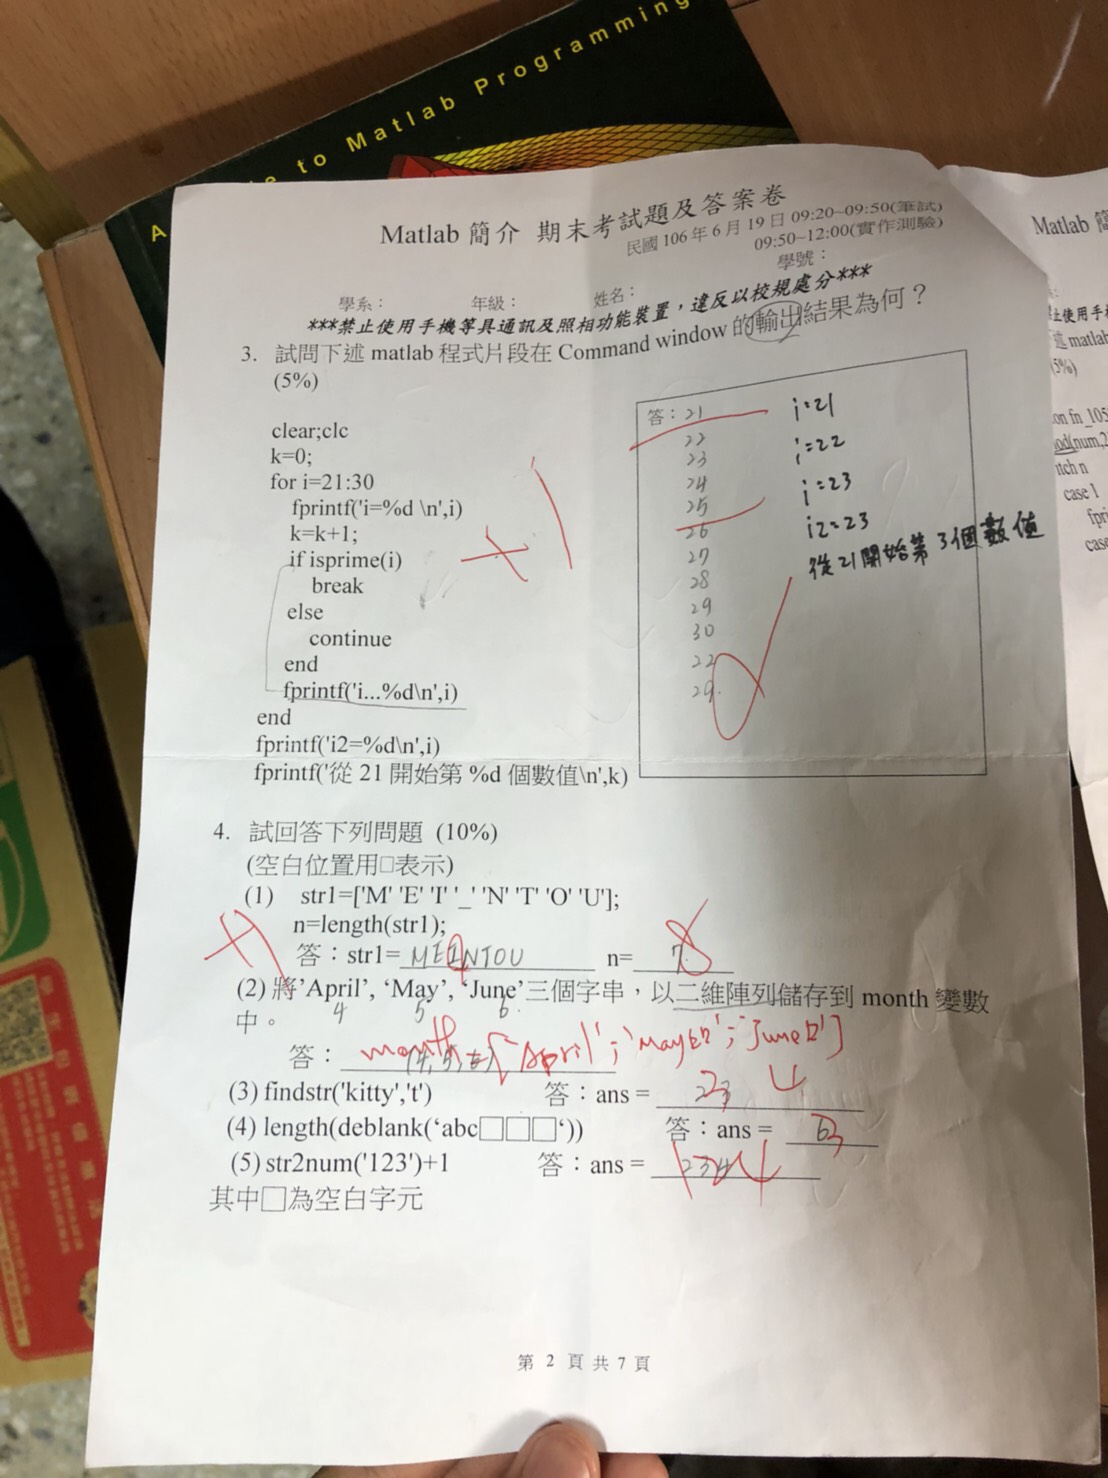 e to Matlab Programming
A
Matlab 簡介 期末考試題及答案卷
民國 106 年 6 月 19 日 09:20~09:50(筆試)
09:50~12:00(實作測驗)
學號：
學系： 年級： 姓名：
***禁止使用手機等具通訊及照相功能裝置，違反以校規處分***
3. 試問下述 matlab 程式片段在 Command window 的輸出結果為何？
(5%)
clear;clc
k=0;
for i=21:30
fprintf('i=%d \n',i)
k=k+1;
if isprime(i)
break
else
continue
end
fprintf('i...%d\n',i)
end
fprintf('i2=%d\n',i)
fprintf('從 21 開始第 %d 個數值\n',k)
答：21
22
23
24
25
26
27
28
29
30
22
29
i=21
i=22
i=23
i2=23
從21開始第3個數值
+1
4. 試回答下列問題 (10%)
(空白位置用□表示)
(1) str1=['M' 'E' 'I' '_' 'N' 'T' 'O' 'U'];
n=length(str1);
答：str1= MEINTOU n= 7 8
+1
(2) 將'April', ‘May’, ‘June’三個字串，以二維陣列儲存到 month 變數
4 5 6
中。
答：month=['April';'May□□';'June□']
(3) findstr('kitty','t') 答：ans = 23 4
(4) length(deblank(‘abc□□□‘)) 答：ans = 6 3
(5) str2num('123')+1 答：ans = 234 124
其中□為空白字元
第 2 頁 共 7 頁
Matlab 簡
止使用手機
述 matlab
(5%)
on fn_105
mod(num,2
itch n
case 1
fpri
case